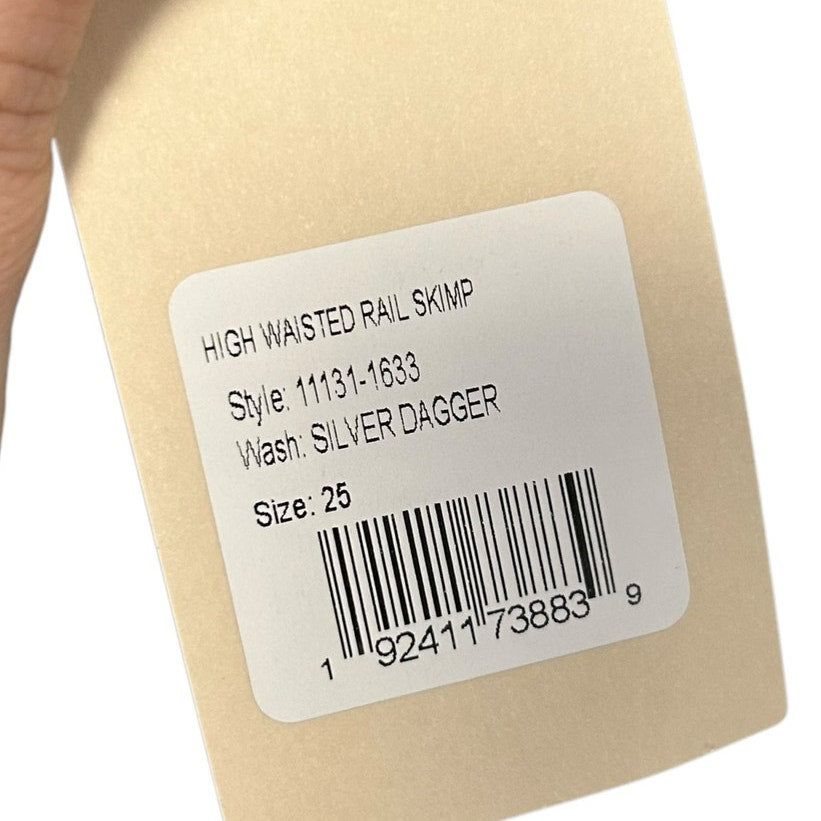 HIGH WAISTED RAIL SKIMP
Style: 11131-1633
Wash: SILVER DAGGER
Size: 25
1 92411 73883 9